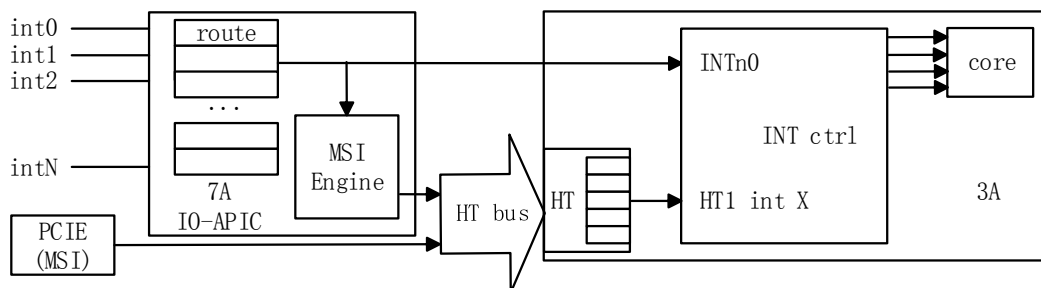 int0
int1
int2
intN
route
...
7A
IO-APIC
MSI
Engine
PCIE
(MSI)
HT bus
HT
INTn0
INT ctrl
HT1 int X
core
3A